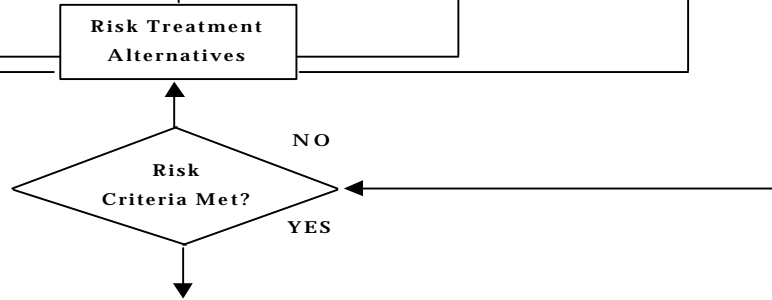 Risk Treatment
Alternatives
NO
Risk
Criteria Met?
YES